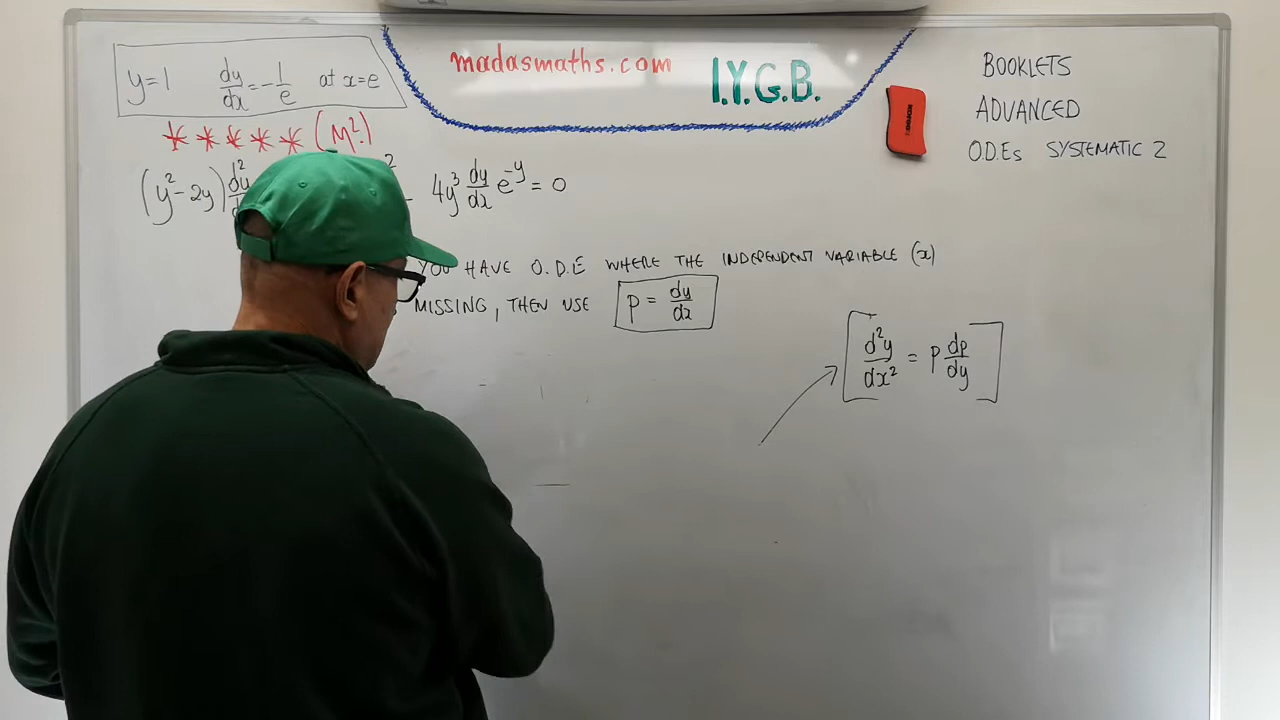 y=1 dy/dx = -1/e at x=e
madasmaths.com
I.Y.G.B.
BOOKLETS
ADVANCED
O.D.Es SYSTEMATIC 2
***** (M²)
(y²-2y) d²y 2 4y³ dy/dx e^-y = 0
YOU HAVE O.D.E WHERE THE INDEPENDENT VARIABLE (x)
MISSING, THEN USE p = dy/dx
d²y/dx² = p dp/dy